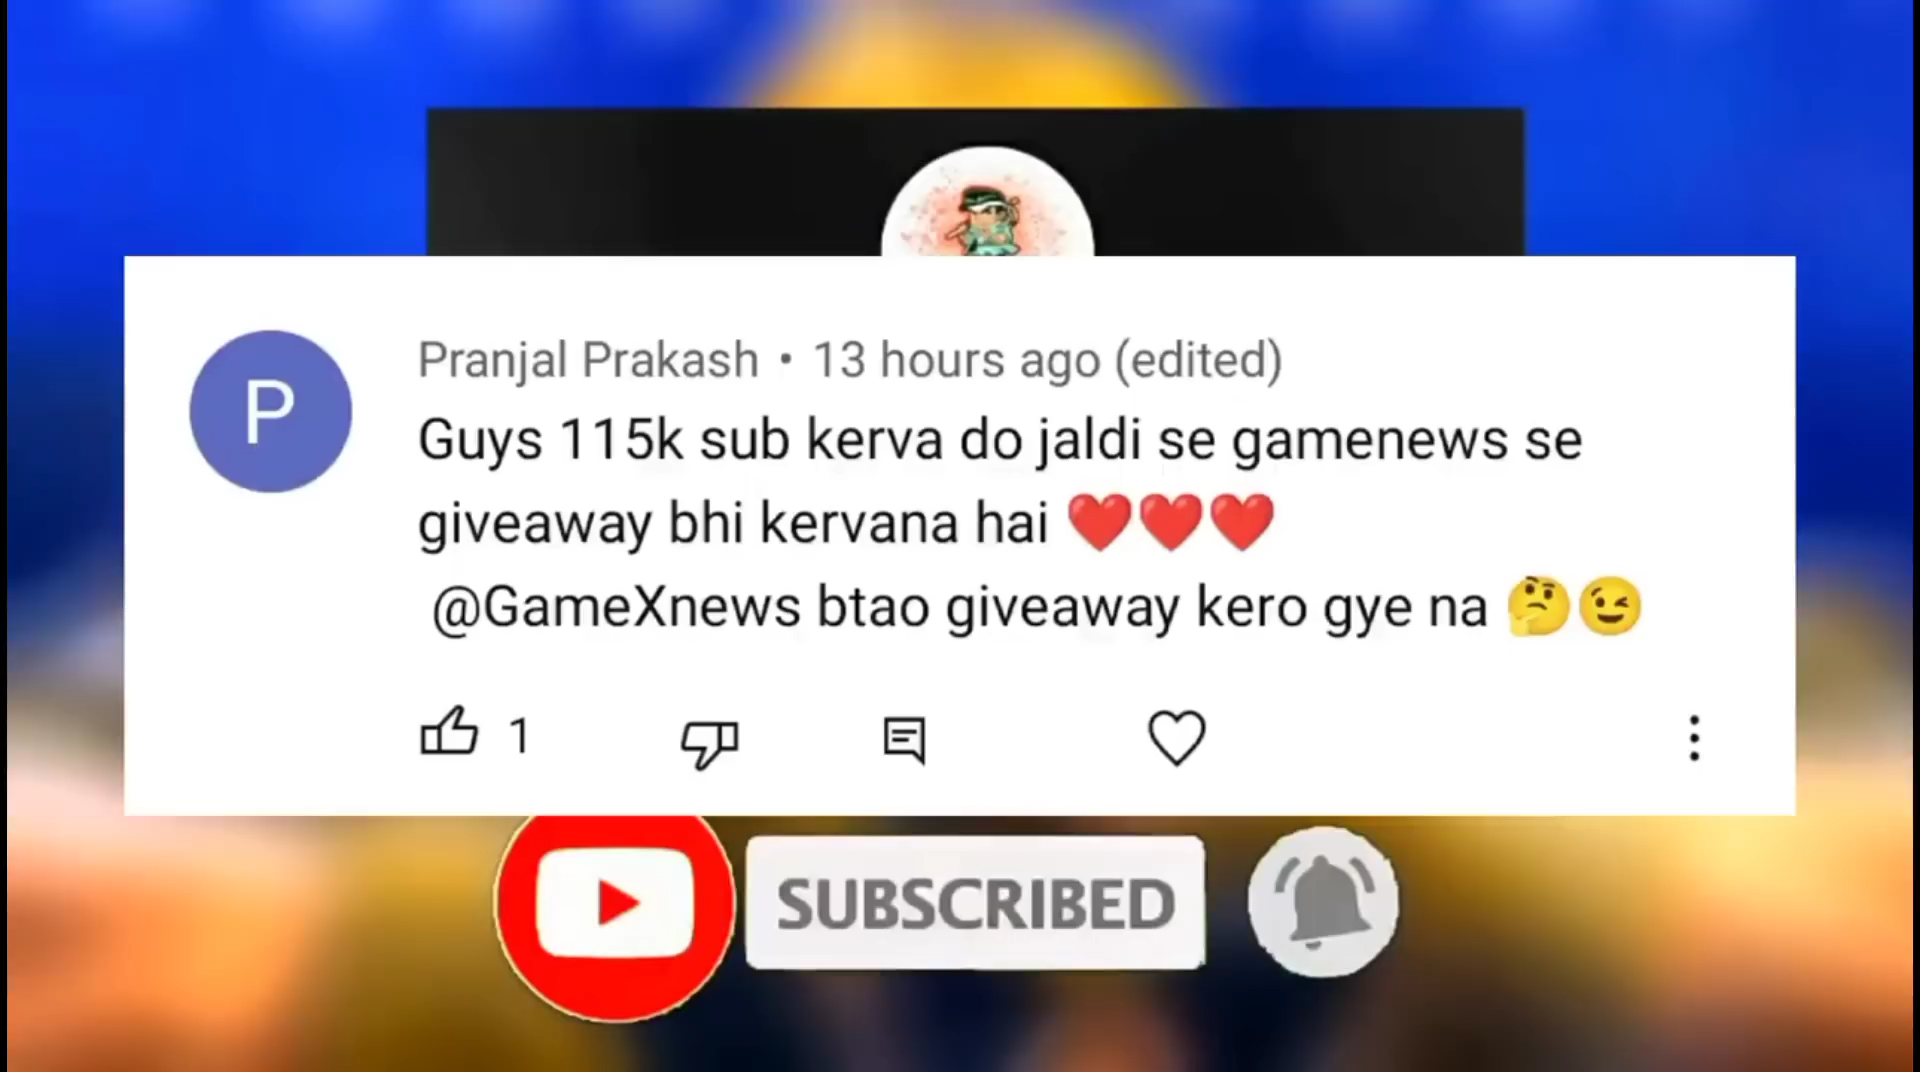 P
Pranjal Prakash • 13 hours ago (edited)
Guys 115k sub kerva do jaldi se gamenews se
giveaway bhi kervana hai ❤️❤️❤️
@GameXnews btao giveaway kero gye na 🤔😉
1
SUBSCRIBED